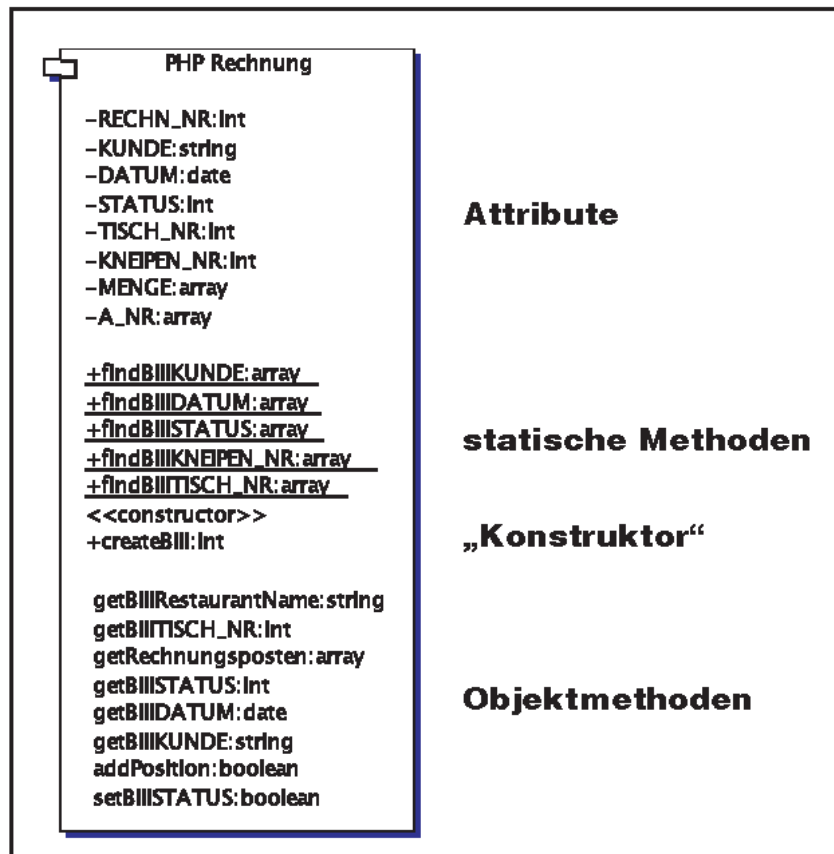 PHP Rechnung
-RECHN_NR:int
-KUNDE:string
-DATUM:date
-STATUS:int
-TISCH_NR:int
-KNEIPEN_NR:int
-MENGE:array
-A_NR:array
Attribute
+findBillKUNDE:array
+findBillDATUM:array
+findBillSTATUS:array
+findBillKNEIPEN_NR:array
+findBillTISCH_NR:array
statische Methoden
<<constructor>>
+createBill:int
„Konstruktor“
getBillRestaurantName:string
getBillTISCH_NR:int
getRechnungsposten:array
getBillSTATUS:int
getBillDATUM:date
getBillKUNDE:string
addPosition:boolean
setBillSTATUS:boolean
Objektmethoden